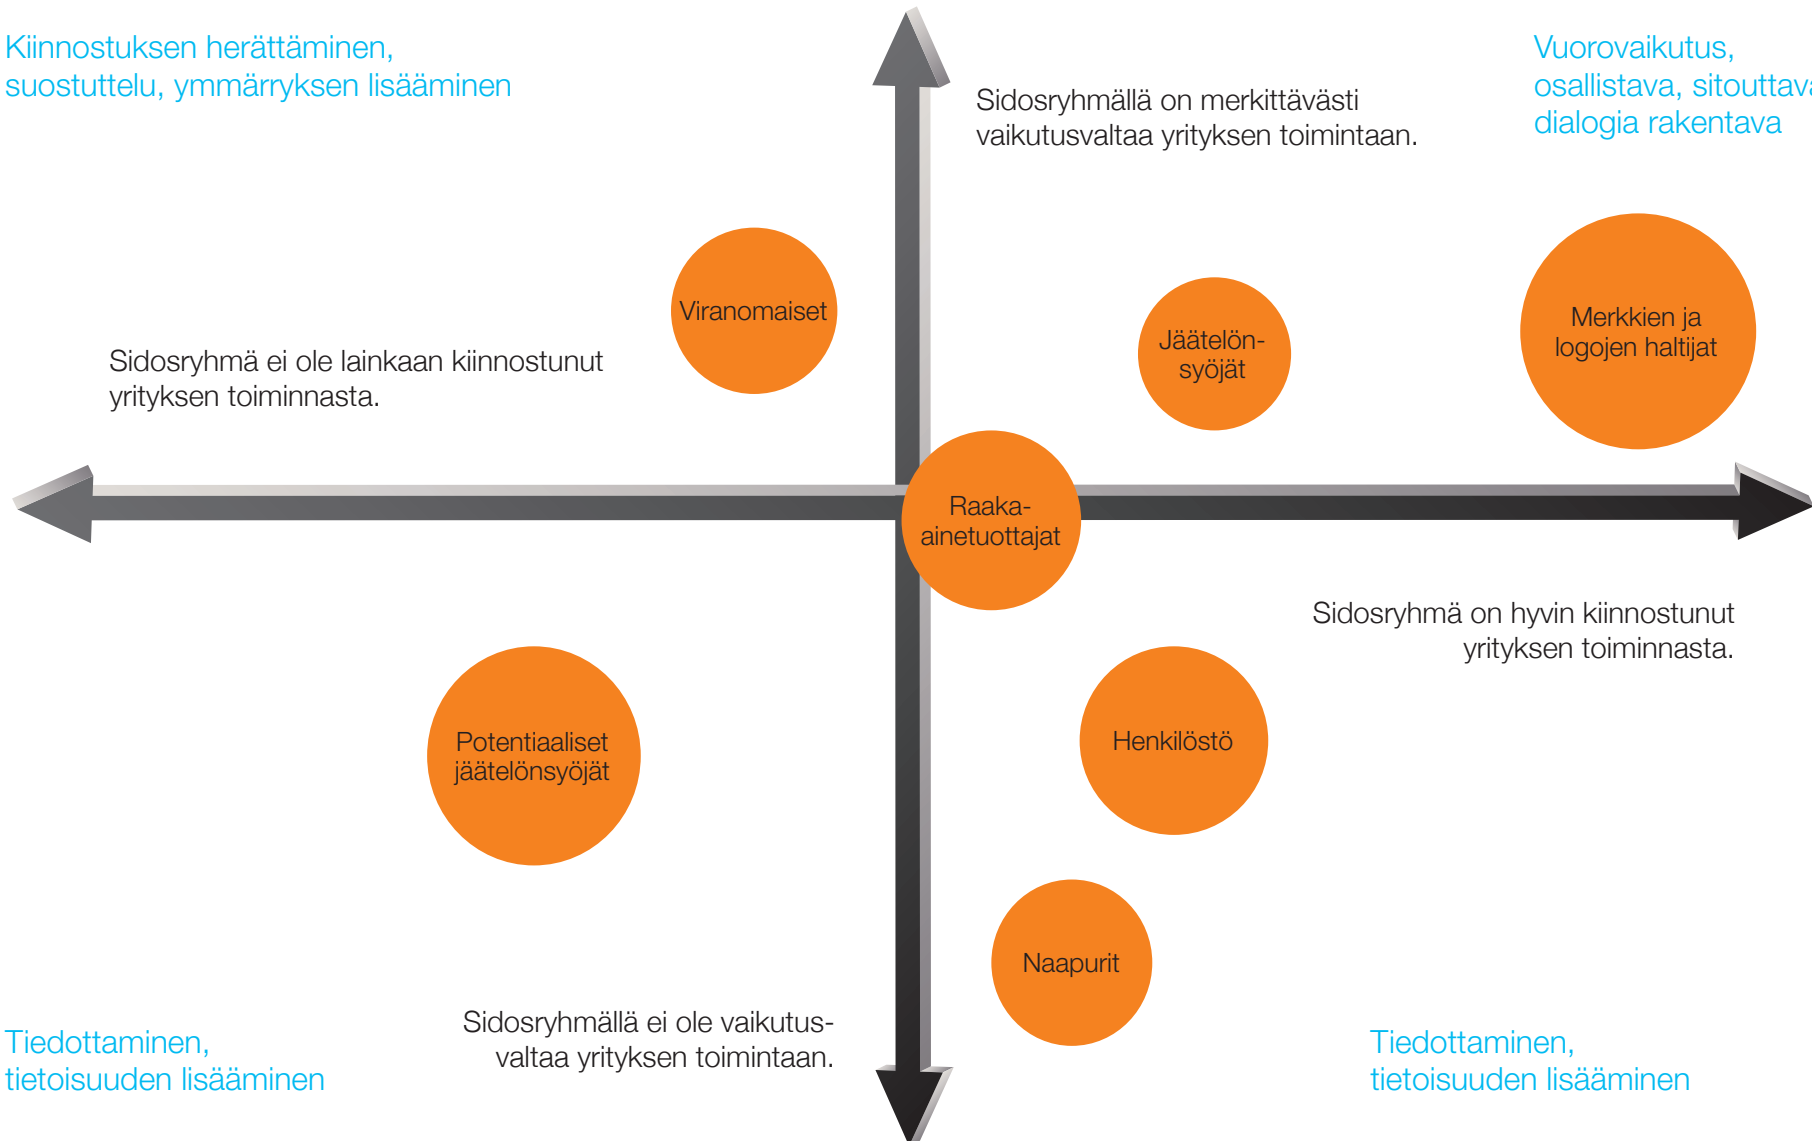 Kiinnostuksen herättäminen,
suostuttelu, ymmärryksen lisääminen
Sidosryhmällä on merkittävästi
vaikutusvaltaa yrityksen toimintaan.
Vuorovaikutus,
osallistava, sitouttava
dialogia rakentava
Viranomaiset
Jäätelön-
syöjät
Merkkien ja
logojen haltijat
Sidosryhmä ei ole lainkaan kiinnostunut
yrityksen toiminnasta.
Raaka-
ainetuottajat
Sidosryhmä on hyvin kiinnostunut
yrityksen toiminnasta.
Potentiaaliset
jäätelönsyöjät
Henkilöstö
Naapurit
Sidosryhmällä ei ole vaikutus-
valtaa yrityksen toimintaan.
Tiedottaminen,
tietoisuuden lisääminen
Tiedottaminen,
tietoisuuden lisääminen